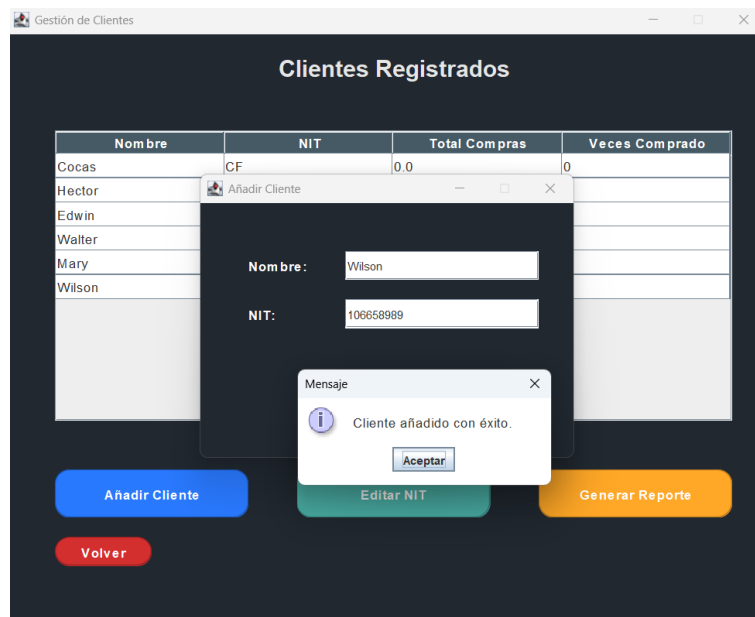 Gestión de Clientes
Clientes Registrados
Nombre NIT Total Compras Veces Comprado
Cocas CF 0.0 0
Hector
Edwin
Walter
Mary
Wilson
Añadir Cliente
Nombre: Wilson
NIT: 106658989
Mensaje
Cliente añadido con éxito.
Aceptar
Añadir Cliente Editar NIT Generar Reporte
Volver